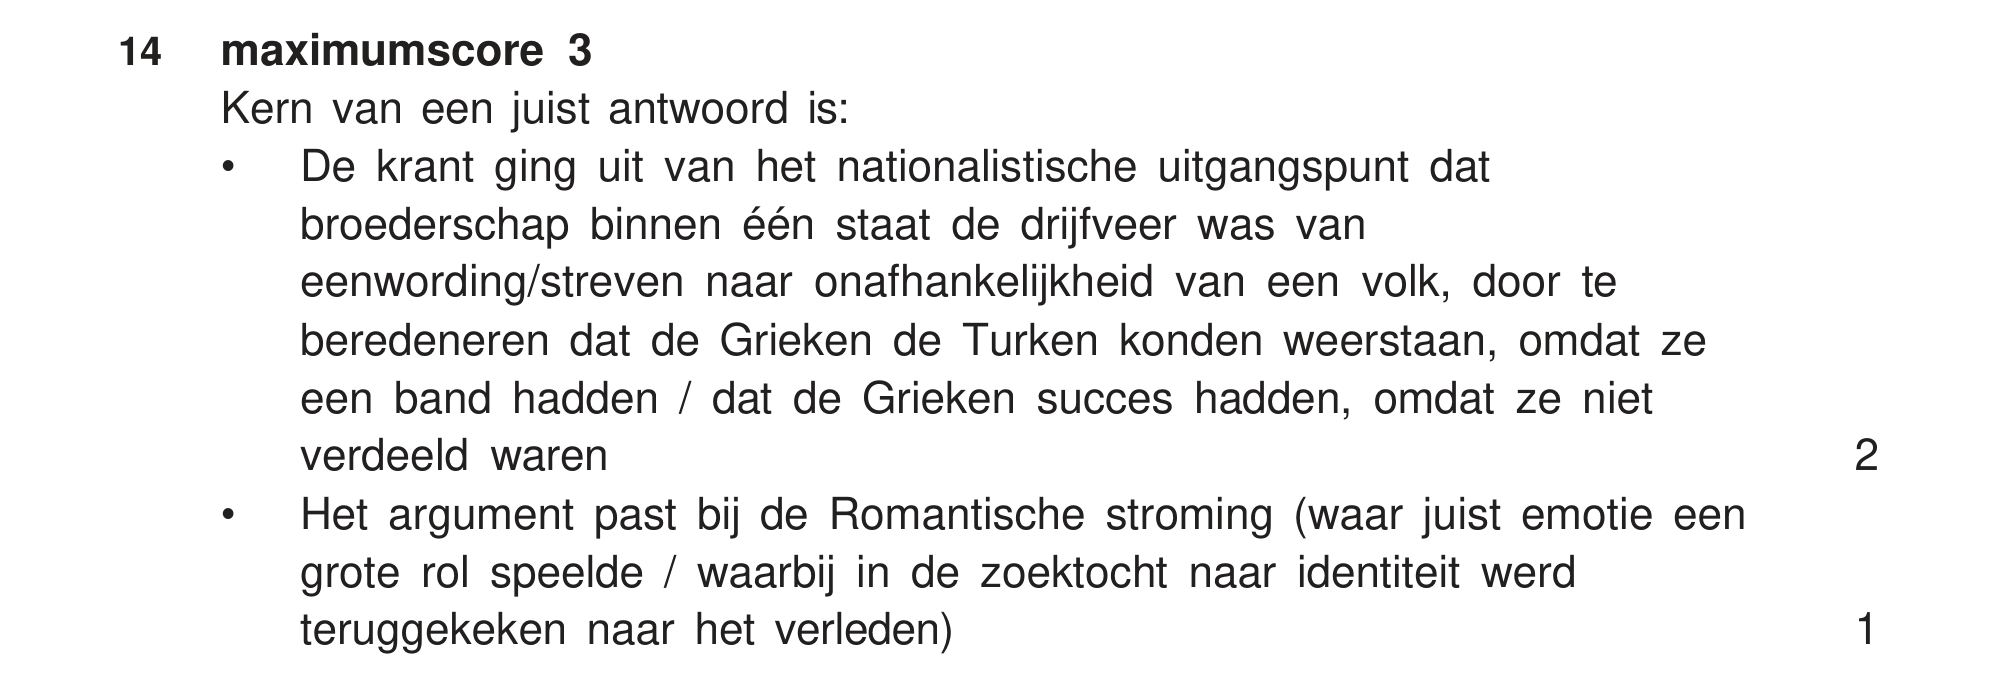 14 maximumscore 3
Kern van een juist antwoord is:
• De krant ging uit van het nationalistische uitgangspunt dat
broederschap binnen één staat de drijfveer was van
eenwording/streven naar onafhankelijkheid van een volk, door te
beredeneren dat de Grieken de Turken konden weerstaan, omdat ze
een band hadden / dat de Grieken succes hadden, omdat ze niet
verdeeld waren 2
• Het argument past bij de Romantische stroming (waar juist emotie een
grote rol speelde / waarbij in de zoektocht naar identiteit werd
teruggekeken naar het verleden) 1